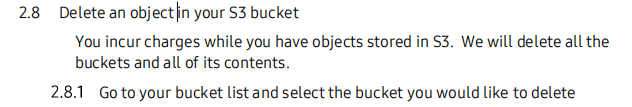 2.8 Delete an object in your S3 bucket
You incur charges while you have objects stored in S3. We will delete all the
buckets and all of its contents.
2.8.1 Go to your bucket list and select the bucket you would like to delete